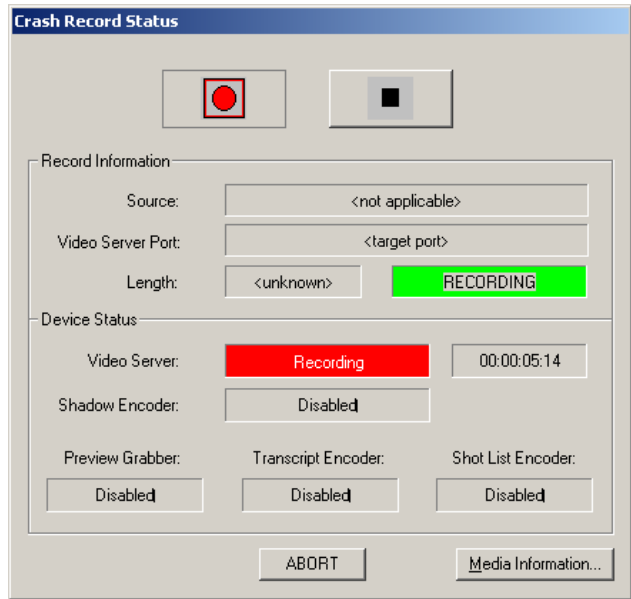 Crash Record Status
Record Information
Source: <not applicable>
Video Server Port: <target port>
Length: <unknown> RECORDING
Device Status
Video Server: Recording 00:00:05:14
Shadow Encoder: Disabled
Preview Grabber: Transcript Encoder: Shot List Encoder:
Disabled Disabled Disabled
ABORT Media Information...